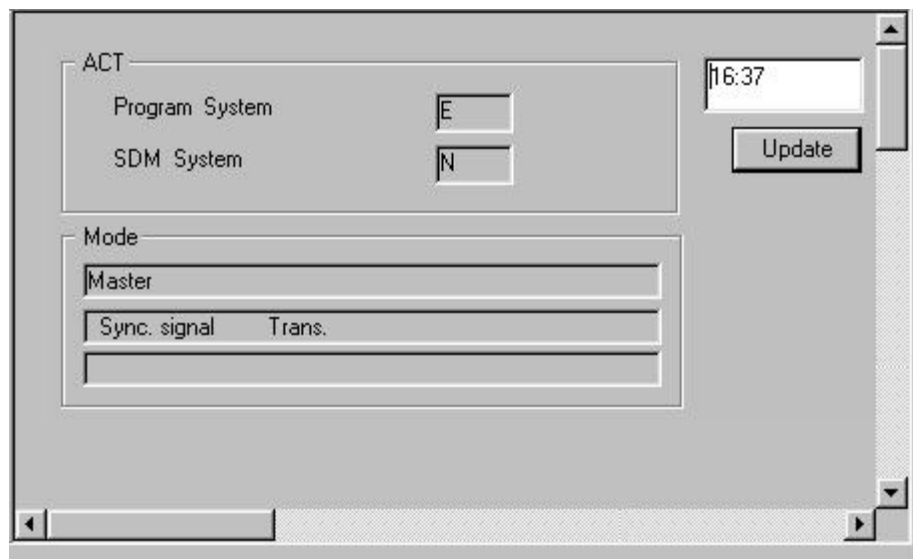 ACT
16:37
Program System E
Update
SDM System N
Mode
Master
Sync. signal Trans.